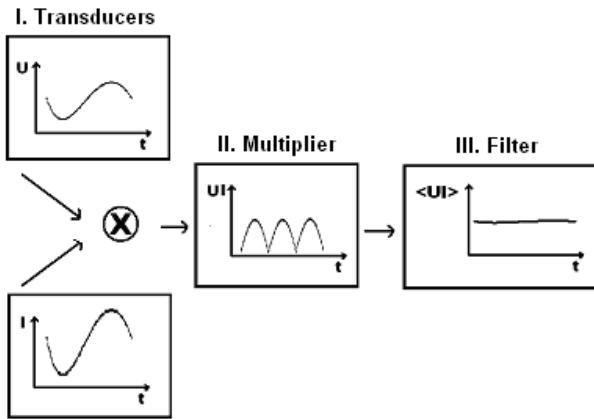 I. Transducers
U
t
II. Multiplier
III. Filter
X
UI
t
<UI>
t
I
t